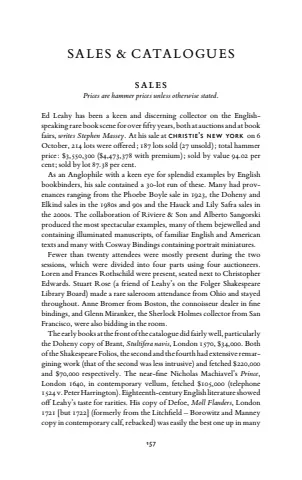 SALES & CATALOGUES
SALES
Prices are hammer prices unless otherwise stated.
Ed Leahy has been a keen and discerning collector on the English-
speaking rare book scene for over fifty years, both at auctions and at book
fairs, writes Stephen Massey. At his sale at CHRISTIE'S NEW YORK on 6
October, 214 lots were offered; 187 lots sold (27 unsold); total hammer
price: $3,550,300 ($4,473,378 with premium); sold by value 94.02 per
cent; sold by lot 87.38 per cent.
As an Anglophile with a keen eye for splendid examples by English
bookbinders, his sale contained a 30-lot run of these. Many had prov-
enances ranging from the Phoebe Boyle sale in 1923, the Doheny and
Elkind sales in the 1980s and 90s and the Hauck and Lily Safra sales in
the 2000s. The collaboration of Riviere & Son and Alberto Sangorski
produced the most spectacular examples, many of them bejewelled and
containing illuminated manuscripts, of familiar English and American
texts and many with Cosway Bindings containing portrait miniatures.
Fewer than twenty attendees were mostly present during the two
sessions, which were divided into four parts using four auctioneers.
Loren and Frances Rothschild were present, seated next to Christopher
Edwards. Stuart Rose (a friend of Leahy's on the Folger Shakespeare
Library Board) made a rare saleroom attendance from Ohio and stayed
throughout. Anne Bromer from Boston, the connoisseur dealer in fine
bindings, and Glenn Miranker, the Sherlock Holmes collector from San
Francisco, were also bidding in the room.
The early books at the front of the catalogue did fairly well, particularly
the Doheny copy of Brant, Stultifera navis, London 1570, $34,000. Both
of the Shakespeare Folios, the second and the fourth had extensive remar-
gining work (that of the second was less intrusive) and fetched $220,000
and $70,000 respectively. The near-fine Nicholas Machiavel's Prince,
London 1640, in contemporary vellum, fetched $105,000 (telephone
1524 v. Peter Harrington). Eighteenth-century English literature showed
off Leahy's taste for rarities. His copy of Defoe, Moll Flanders, London
1721 [but 1722] (formerly from the Litchfield – Borowitz and Manney
copy in contemporary calf, rebacked) was easily the best one up in many
157